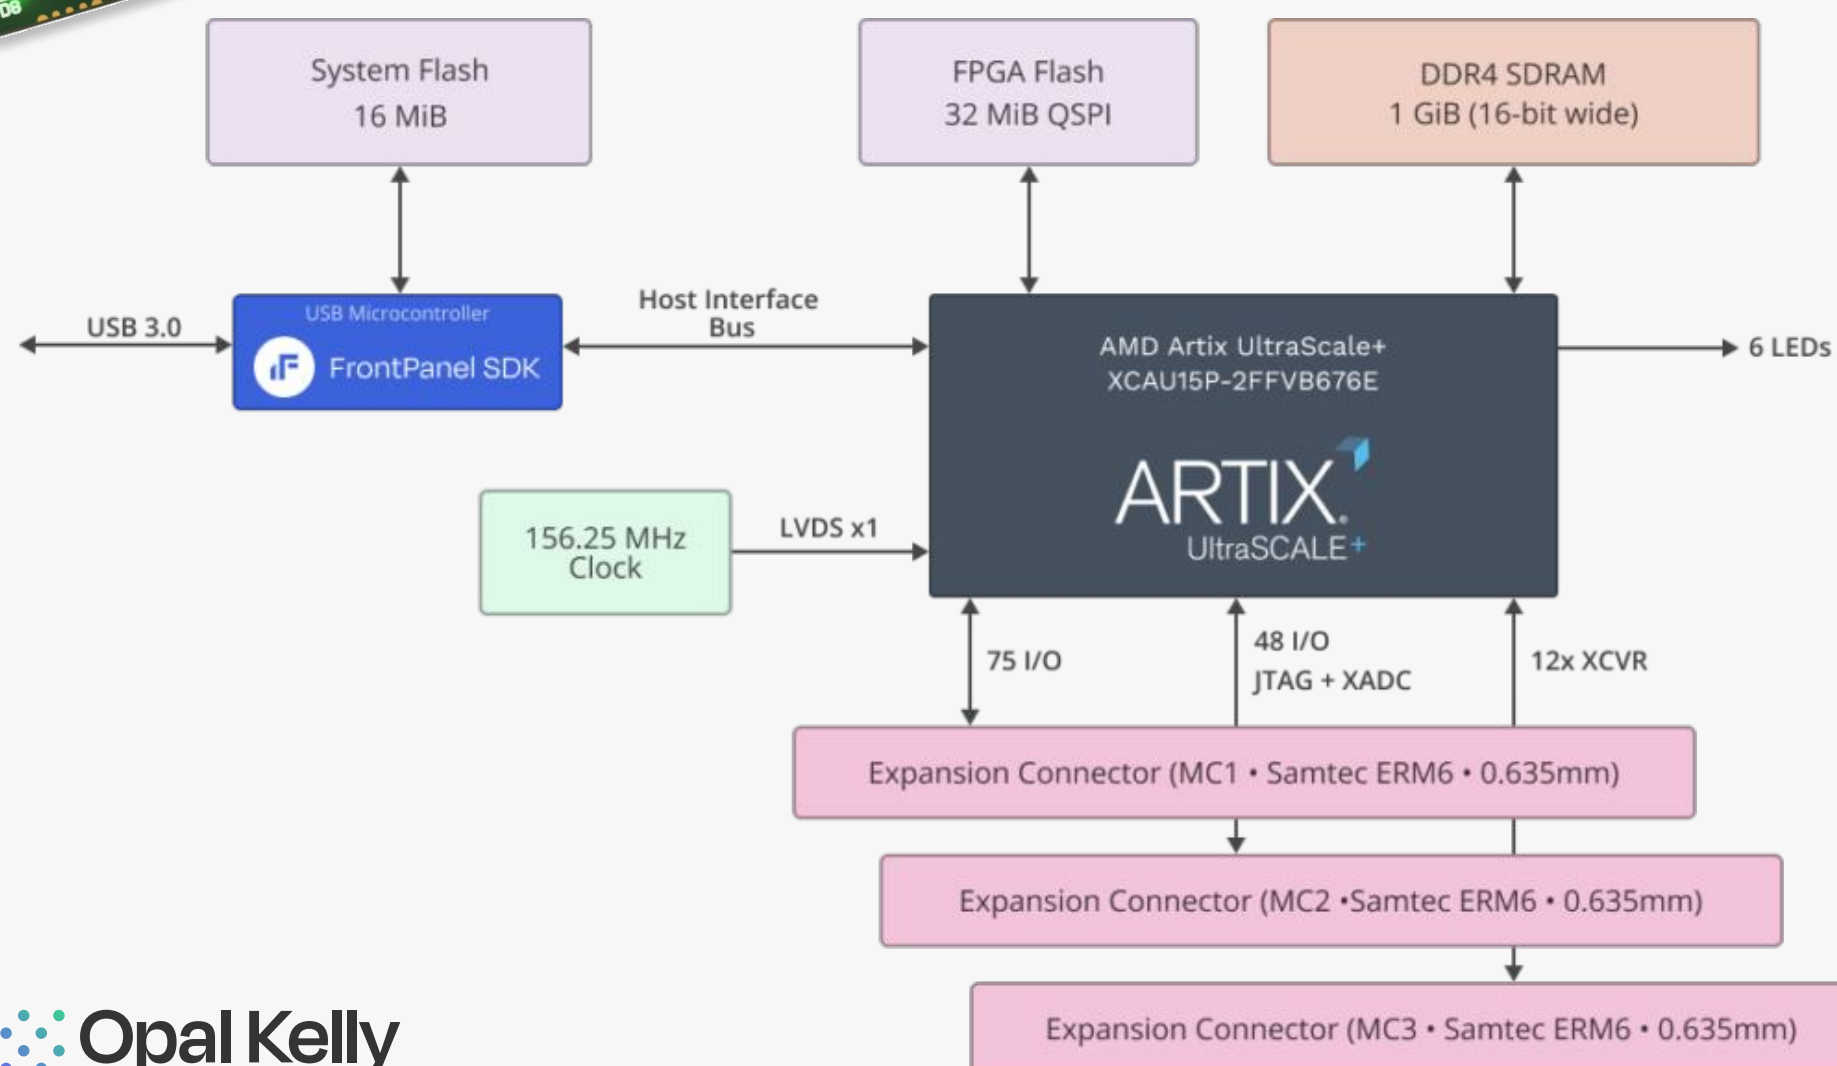 D8
System Flash
16 MiB
FPGA Flash
32 MiB QSPI
DDR4 SDRAM
1 GiB (16-bit wide)
USB 3.0
USB Microcontroller
FrontPanel SDK
Host Interface
Bus
AMD Artix UltraScale+
XCAU15P-2FFVB676E
ARTIX.
UltraSCALE+
6 LEDs
156.25 MHz
Clock
LVDS x1
75 I/O
48 I/O
JTAG + XADC
12x XCVR
Expansion Connector (MC1 • Samtec ERM6 • 0.635mm)
Expansion Connector (MC2 •Samtec ERM6 • 0.635mm)
Expansion Connector (MC3 • Samtec ERM6 • 0.635mm)
Opal Kelly